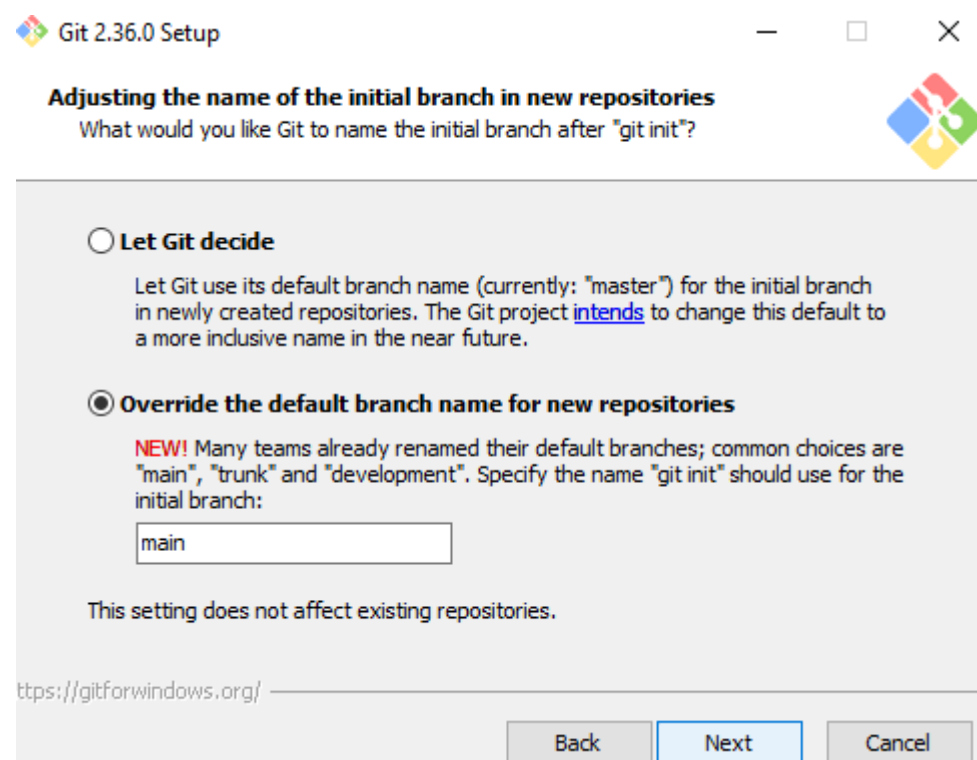 Git 2.36.0 Setup
Adjusting the name of the initial branch in new repositories
What would you like Git to name the initial branch after "git init"?
Let Git decide
Let Git use its default branch name (currently: "master") for the initial branch
in newly created repositories. The Git project intends to change this default to
a more inclusive name in the near future.
Override the default branch name for new repositories
NEW! Many teams already renamed their default branches; common choices are
"main", "trunk" and "development". Specify the name "git init" should use for the
initial branch:
main
This setting does not affect existing repositories.
ttps://gitforwindows.org/
Back Next Cancel